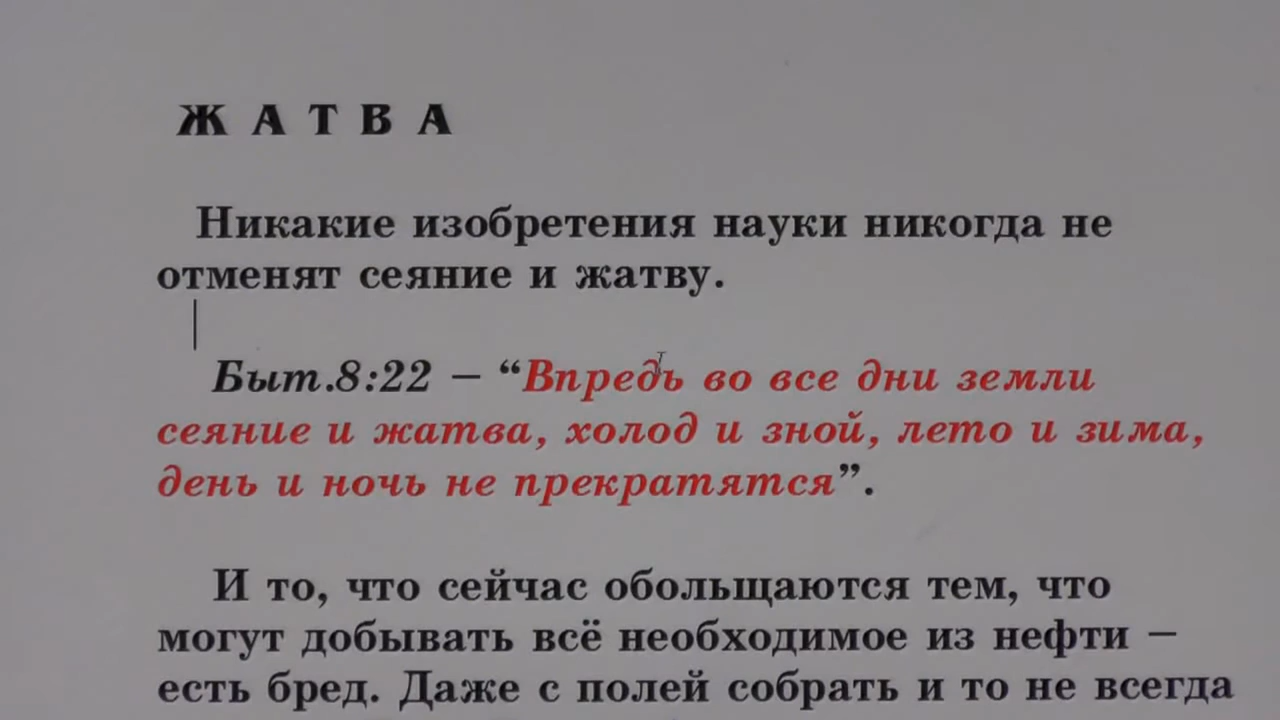 Ж А Т В А
Никакие изобретения науки никогда не
отменят сеяние и жатву.
Быт.8:22 – “Впредь во все дни земли
сеяние и жатва, холод и зной, лето и зима,
день и ночь не прекратятся”.
И то, что сейчас обольщаются тем, что
могут добывать всё необходимое из нефти –
есть бред. Даже с полей собрать и то не всегда